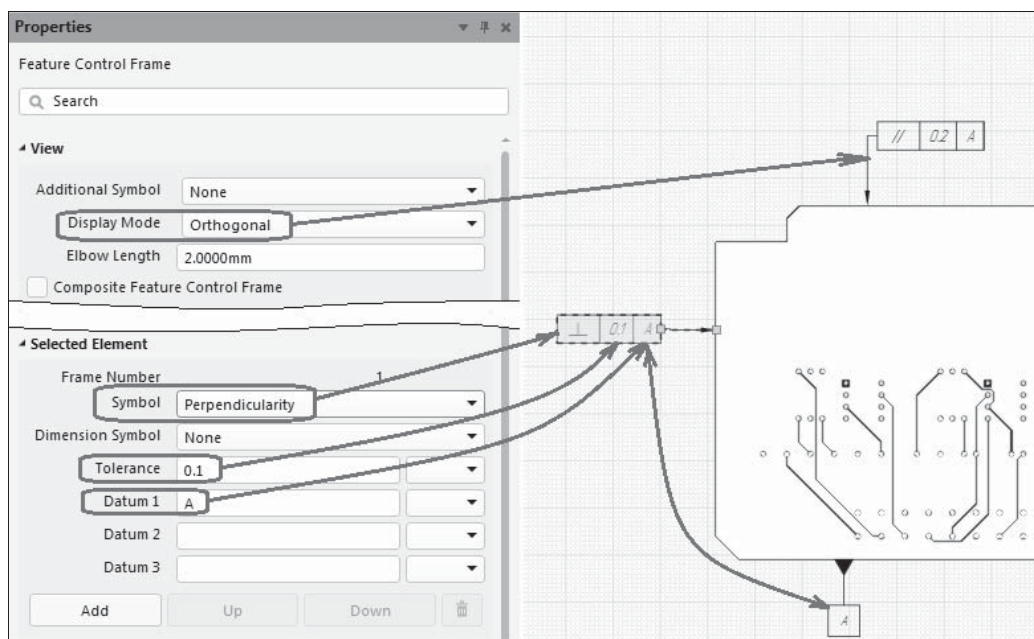 Properties
Feature Control Frame
Search
View
Additional Symbol None
Display Mode Orthogonal
Elbow Length 2.0000mm
Composite Feature Control Frame
Selected Element
Frame Number 1
Symbol Perpendicularity
Dimension Symbol None
Tolerance 0.1
Datum 1 A
Datum 2
Datum 3
Add Up Down
// 0.2 A
⊥ 0.1 A
A